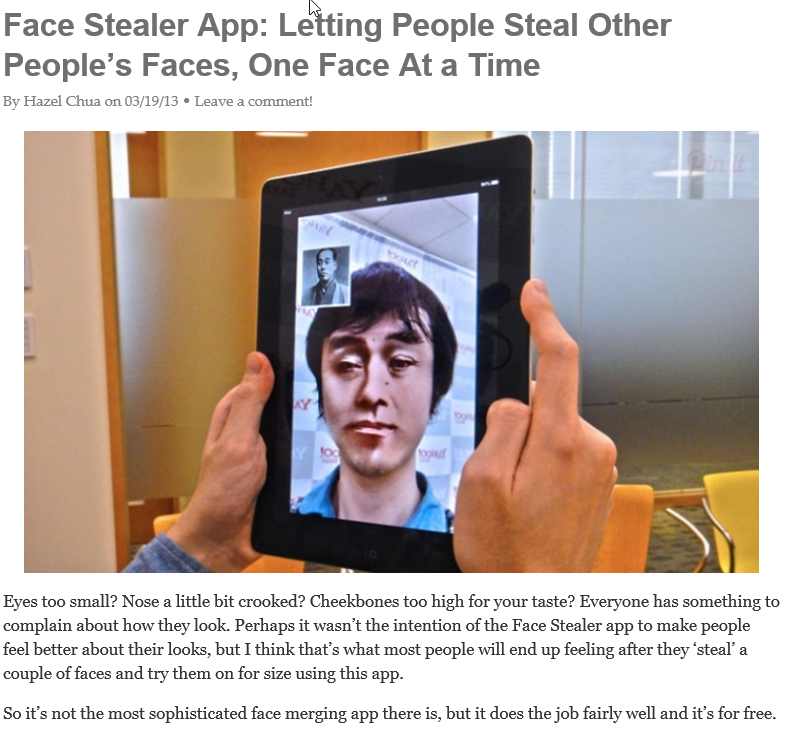 Face Stealer App: Letting People Steal Other
People’s Faces, One Face At a Time
By Hazel Chua on 03/19/13 • Leave a comment!
Pin it
Eyes too small? Nose a little bit crooked? Cheekbones too high for your taste? Everyone has something to
complain about how they look. Perhaps it wasn’t the intention of the Face Stealer app to make people
feel better about their looks, but I think that’s what most people will end up feeling after they ‘steal’ a
couple of faces and try them on for size using this app.
So it’s not the most sophisticated face merging app there is, but it does the job fairly well and it’s for free.